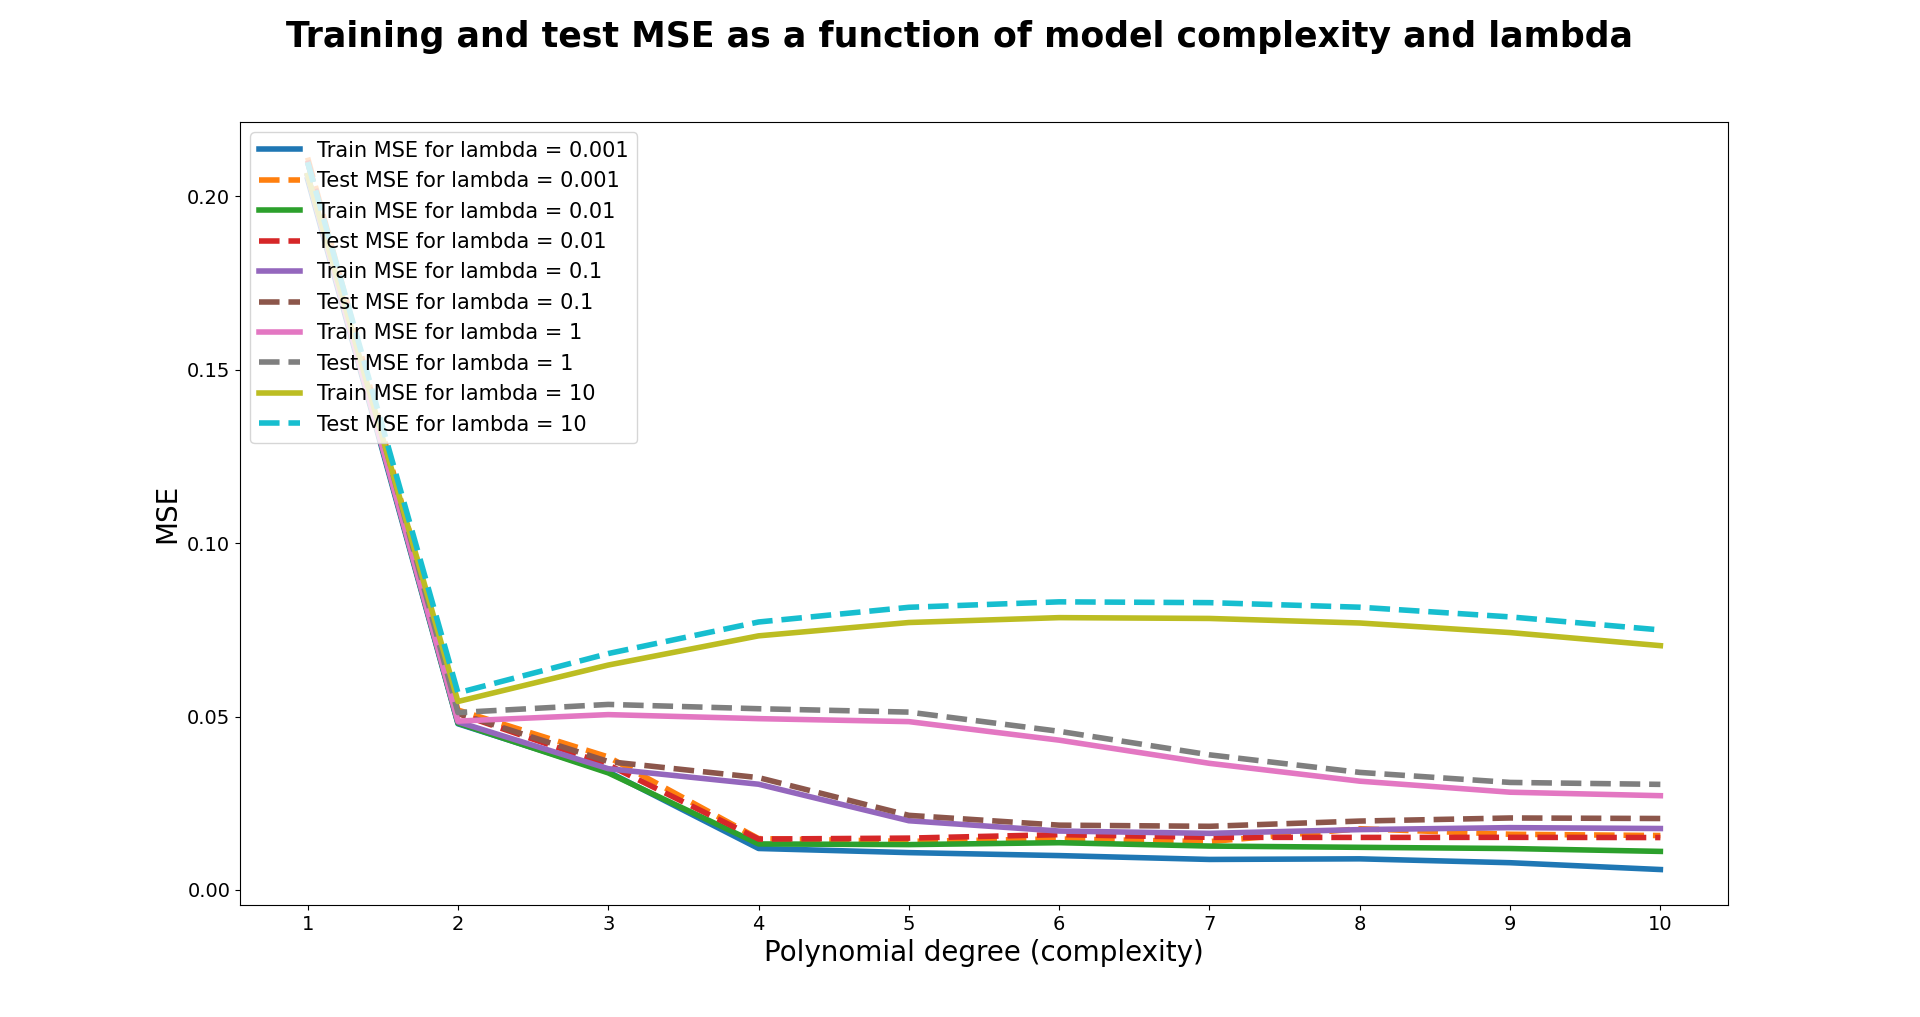 Training and test MSE as a function of model complexity and lambda
Train MSE for lambda = 0.001
Test MSE for lambda = 0.001
Train MSE for lambda = 0.01
Test MSE for lambda = 0.01
Train MSE for lambda = 0.1
Test MSE for lambda = 0.1
Train MSE for lambda = 1
Test MSE for lambda = 1
Train MSE for lambda = 10
Test MSE for lambda = 10
MSE
0.20
0.15
0.10
0.05
0.00
1 2 3 4 5 6 7 8 9 10
Polynomial degree (complexity)